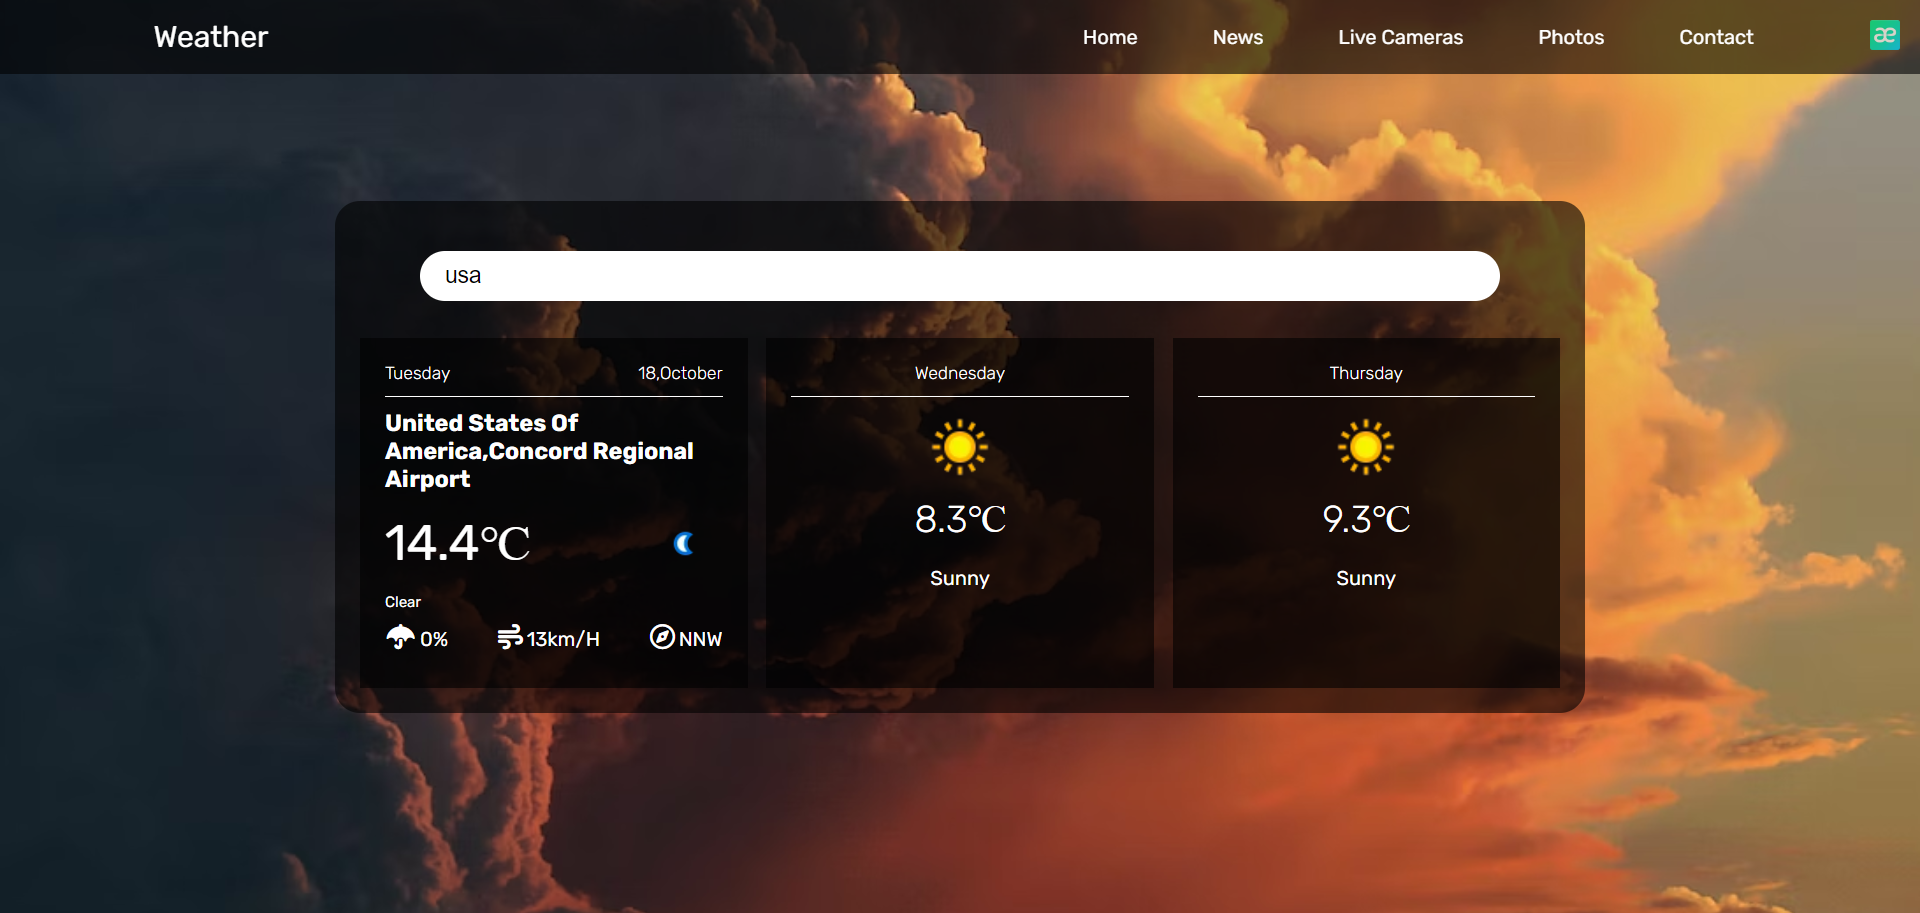 Weather
Home
News
Live Cameras
Photos
Contact
æ
usa
Tuesday
18,October
United States Of
America,Concord Regional
Airport
14.4℃
Clear
0%
13km/H
NNW
Wednesday
8.3℃
Sunny
Thursday
9.3℃
Sunny